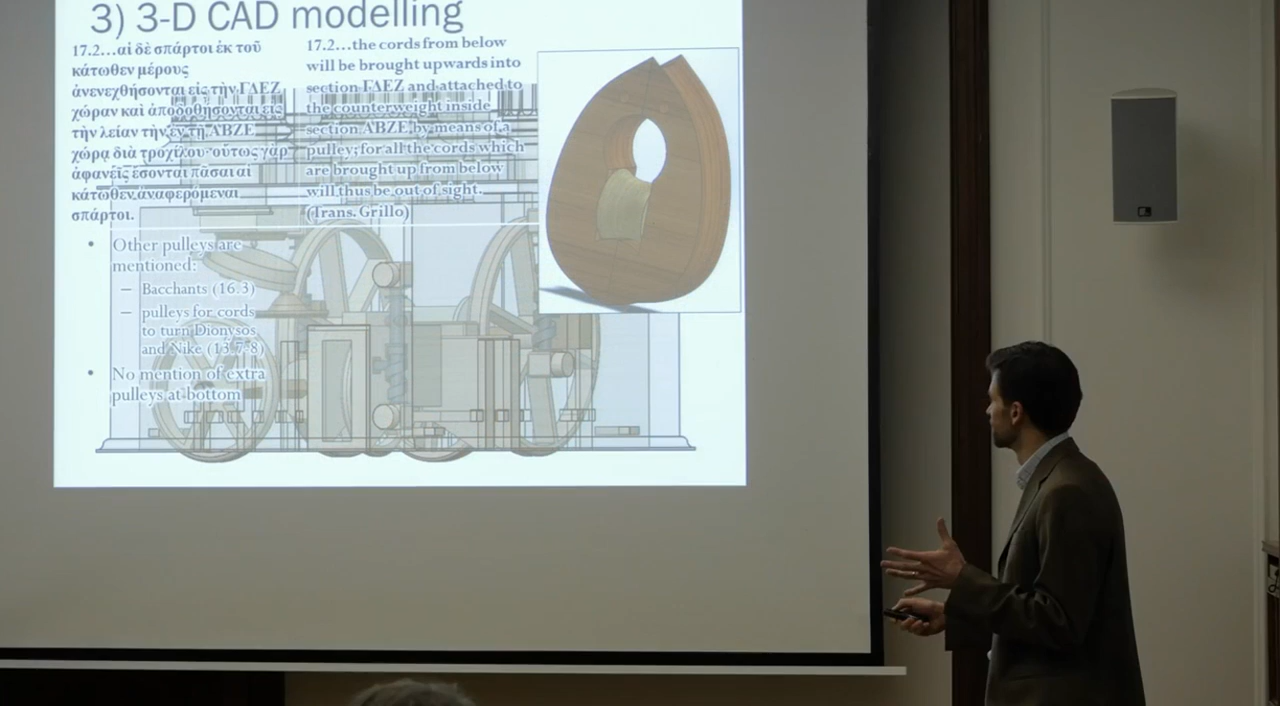 3) 3-D CAD modelling
17.2…αἱ δὲ σπάρτοι ἐκ τοῦ
κάτωθεν μέρους
ἀνενεχθήσονται εἰς τὴν ΓΔΕΖ
χώραν καὶ ἀποδοθήσονται εἰς
τὴν λείαν τὴν ἐν τῇ ΑΒΖΕ
χώρᾳ διὰ τροχίλου· οὕτως γὰρ
ἀφανεῖς ἔσονται πᾶσαι αἱ
κάτωθεν ἀναφερόμεναι
σπάρτοι.
17.2…the cords from below
will be brought upwards into
section ΓΔΕΖ and attached to
the counterweight inside
section ΑΒΖΕ by means of a
pulley; for all the cords which
are brought up from below
will thus be out of sight.
(Trans. Grillo)
• Other pulleys are
mentioned:
– Bacchants (16.3)
– pulleys for cords
to turn Dionysos
and Nike (13.7-8)
• No mention of extra
pulleys at bottom